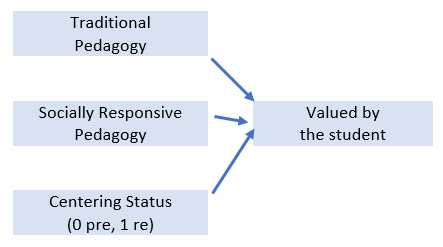 Traditional
Pedagogy
Socially Responsive
Pedagogy
Valued by
the student
Centering Status
(0 pre, 1 re)